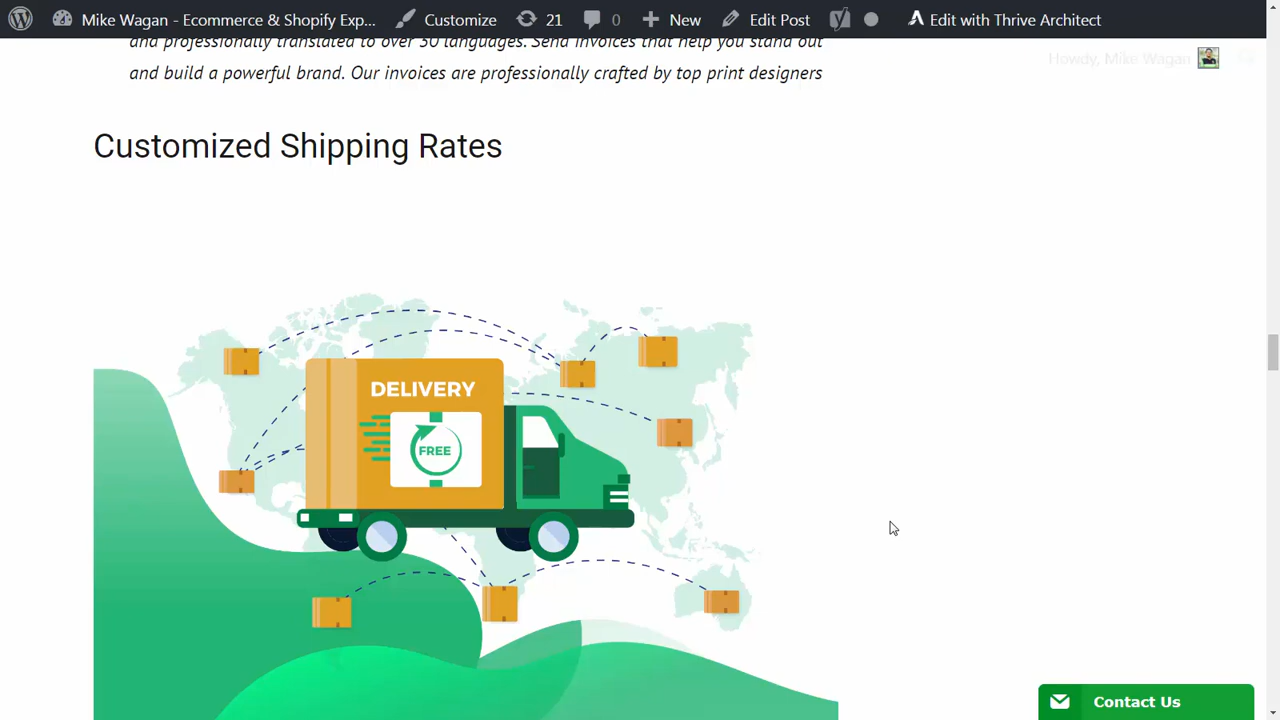 Mike Wagan - Ecommerce & Shopify Exp... Customize 21 0 New Edit Post Edit with Thrive Architect
and professionally translated to over 50 languages. Send invoices that help you stand out
Howdy, Mike Wagan
and build a powerful brand. Our invoices are professionally crafted by top print designers
Customized Shipping Rates
DELIVERY
FREE
Contact Us